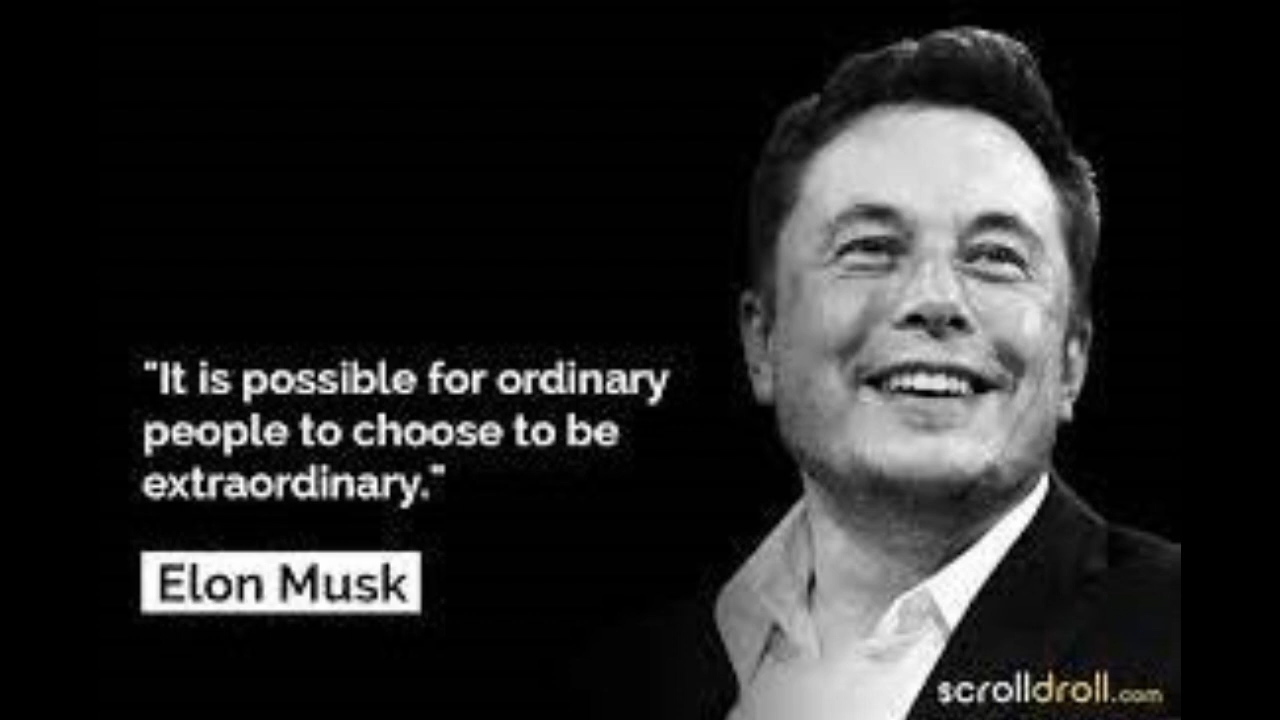 "It is possible for ordinary
people to choose to be
extraordinary."
Elon Musk
scrolldroll.com